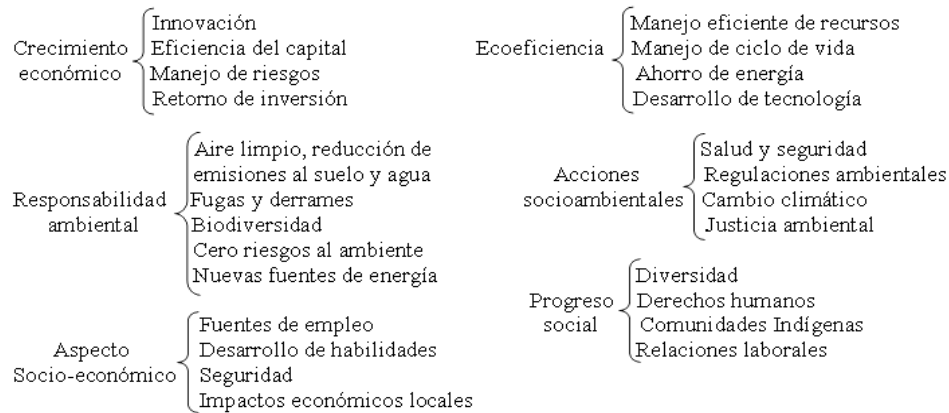 Crecimiento
económico
Innovación
Eficiencia del capital
Manejo de riesgos
Retorno de inversión
Responsabilidad
ambiental
Aire limpio, reducción de
emisiones al suelo y agua
Fugas y derrames
Biodiversidad
Cero riesgos al ambiente
Nuevas fuentes de energía
Aspecto
Socio-económico
Fuentes de empleo
Desarrollo de habilidades
Seguridad
Impactos económicos locales
Ecoeficiencia
Manejo eficiente de recursos
Manejo de ciclo de vida
Ahorro de energía
Desarrollo de tecnología
Acciones
socioambientales
Salud y seguridad
Regulaciones ambientales
Cambio climático
Justicia ambiental
Progreso
social
Diversidad
Derechos humanos
Comunidades Indígenas
Relaciones laborales